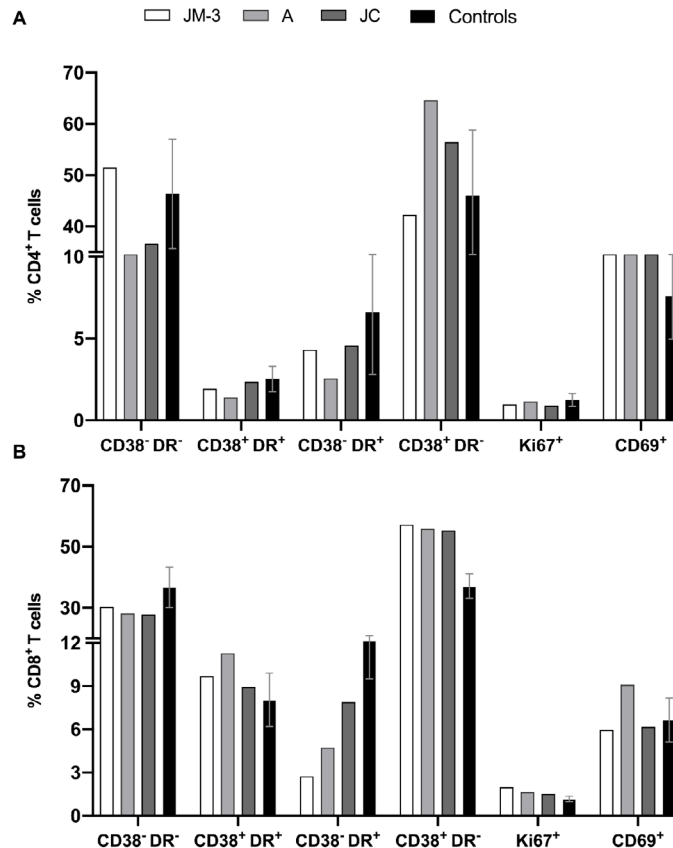 A JM-3 A JC Controls
70
60
50
40
10
5
0
% CD4⁺ T cells
CD38⁻ DR⁻ CD38⁺ DR⁺ CD38⁻ DR⁺ CD38⁺ DR⁻ Ki67⁺ CD69⁺
B
70
50
30
12
9
6
3
0
% CD8⁺ T cells
CD38⁻ DR⁻ CD38⁺ DR⁺ CD38⁻ DR⁺ CD38⁺ DR⁻ Ki67⁺ CD69⁺